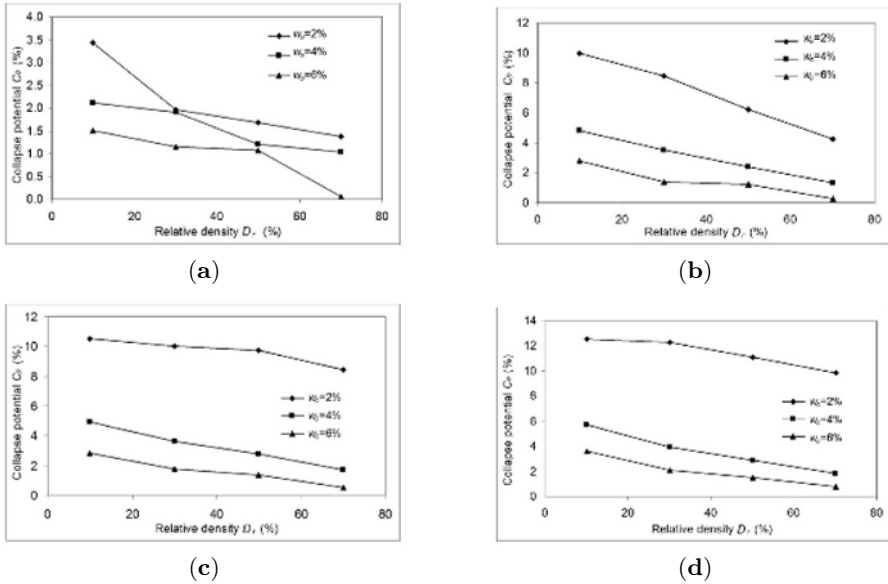 4.0
3.5
3.0
2.5
2.0
1.5
1.0
0.5
0.0
0 20 40 60 80
Collapse potential Cp (%)
Relative density Dr (%)
w0=2%
w0=4%
w0=6%
(a)
12
10
8
6
4
2
0
0 20 40 60 80
Collapse potential Cp (%)
Relative density Dr (%)
w0=2%
w0=4%
w0=6%
(b)
12
10
8
6
4
2
0
0 20 40 60 80
Collapse potential Cp (%)
Relative density Dr (%)
w0=2%
w0=4%
w0=6%
(c)
14
12
10
8
6
4
2
0
0 20 40 60 80
Collapse potential Cp (%)
Relative density Dr (%)
w0=2%
w0=4%
w0=6%
(d)